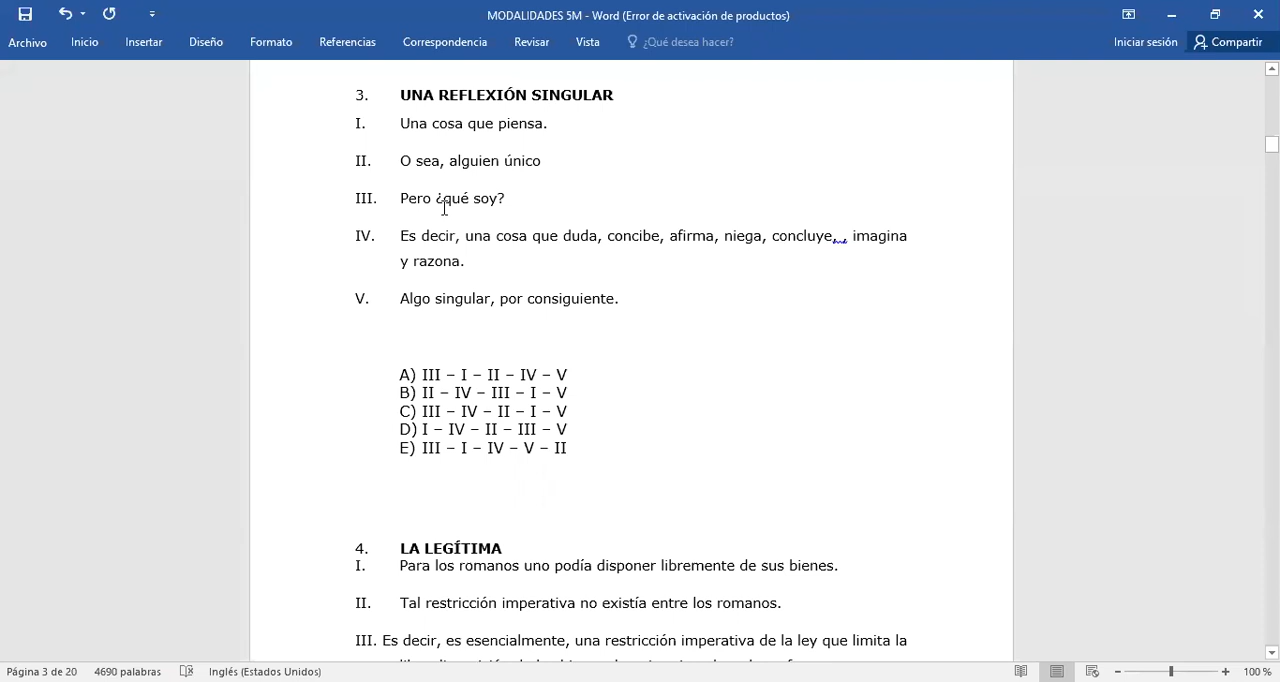 MODALIDADES 5M - Word (Error de activación de productos)
Archivo Inicio Insertar Diseño Formato Referencias Correspondencia Revisar Vista ¿Qué desea hacer? Iniciar sesión Compartir
3. UNA REFLEXIÓN SINGULAR
I. Una cosa que piensa.
II. O sea, alguien único
III. Pero ¿qué soy?
IV. Es decir, una cosa que duda, concibe, afirma, niega, concluye, , imagina
y razona.
V. Algo singular, por consiguiente.
A) III – I – II – IV – V
B) II – IV – III – I – V
C) III – IV – II – I – V
D) I – IV – II – III – V
E) III – I – IV – V – II
4. LA LEGÍTIMA
I. Para los romanos uno podía disponer libremente de sus bienes.
II. Tal restricción imperativa no existía entre los romanos.
III. Es decir, es esencialmente, una restricción imperativa de la ley que limita la
Página 3 de 20 4690 palabras Inglés (Estados Unidos) 100 %